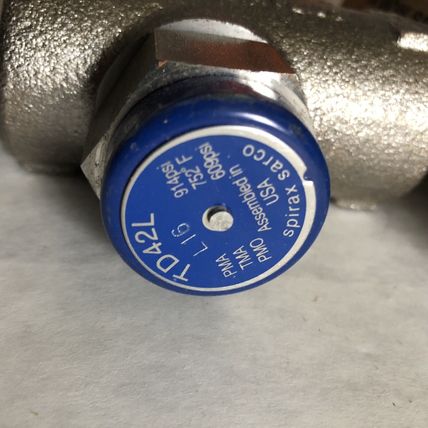 TD42L
L 16
PMA 914psi
TMA 752°F
PMO 609psi
Assembled in
USA
spirax sarco